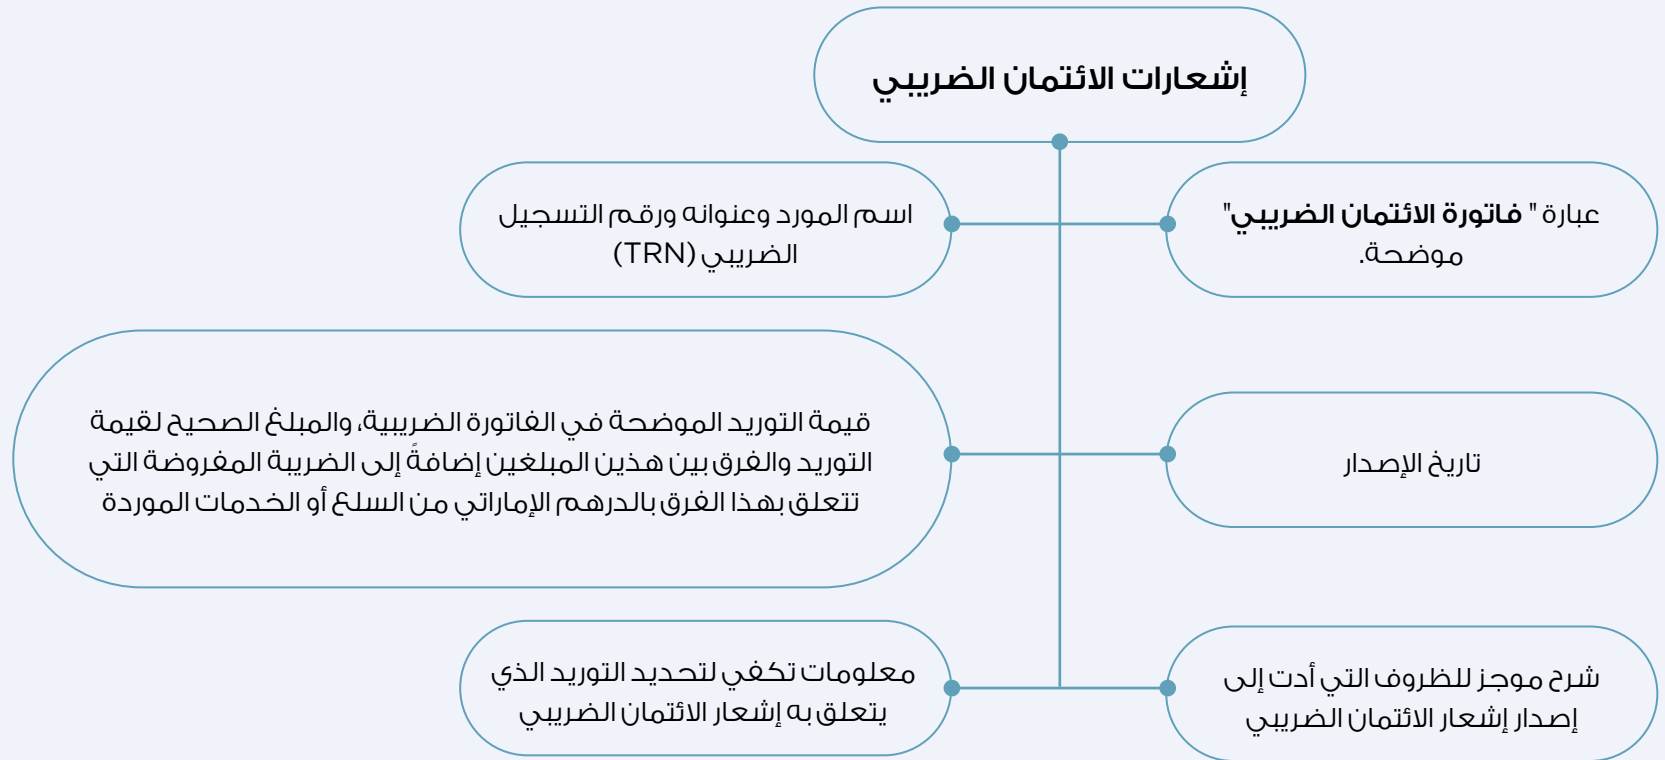 إشعارات الائتمان الضريبي
عبارة " فاتورة الائتمان الضريبي"
موضحة.
اسم المورد وعنوانه ورقم التسجيل
الضريبي (TRN)
تاريخ الإصدار
قيمة التوريد الموضحة في الفاتورة الضريبية، والمبلغ الصحيح لقيمة
التوريد والفرق بين هذين المبلغين إضافةً إلى الضريبة المفروضة التي
تتعلق بهذا الفرق بالدرهم الإماراتي من السلع أو الخدمات الموردة
شرح موجز للظروف التي أدت إلى
إصدار إشعار الائتمان الضريبي
معلومات تكفي لتحديد التوريد الذي
يتعلق به إشعار الائتمان الضريبي